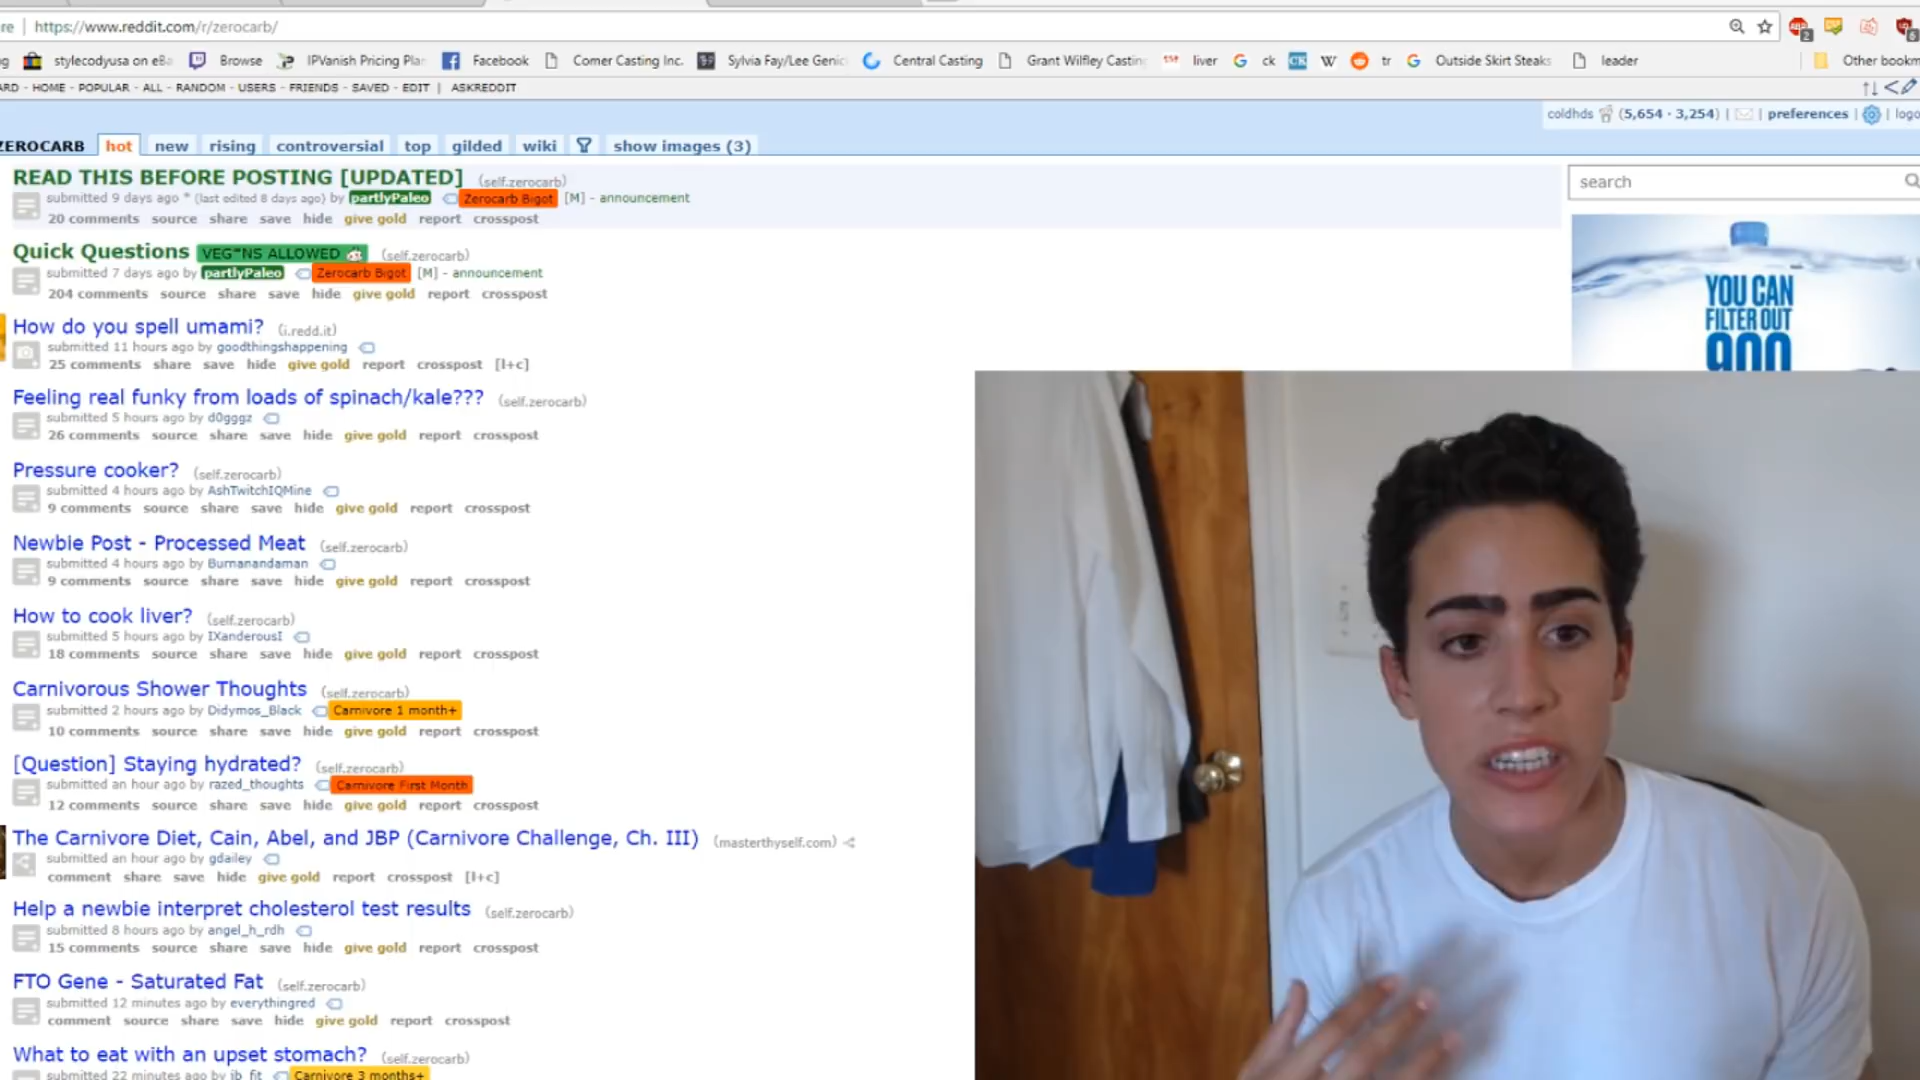 re https://www.reddit.com/r/zerocarb/
stylecodyusa on eBa Browse IPVanish Pricing Pla Facebook Comer Casting Inc. Sylvia Fay/Lee Genic Central Casting Grant Wilfley Casting liver ck CK W tr Outside Skirt Steaks leader Other bookm
ARD - HOME - POPULAR - ALL - RANDOM - USERS - FRIENDS - SAVED - EDIT | ASKREDDIT
coldhds (5,654 · 3,254) | | preferences | | logo
ZEROCARB hot new rising controversial top gilded wiki show images (3)
READ THIS BEFORE POSTING [UPDATED] (self.zerocarb)
submitted 9 days ago * (last edited 8 days ago) by partlyPaleo Zerocarb Bigot [M] - announcement
20 comments source share save hide give gold report crosspost
search
Quick Questions VEG*NS ALLOWED (self.zerocarb)
submitted 7 days ago by partlyPaleo Zerocarb Bigot [M] - announcement
204 comments source share save hide give gold report crosspost
YOU CAN
FILTER OUT
900
How do you spell umami? (i.redd.it)
submitted 11 hours ago by goodthingshappening
25 comments share save hide give gold report crosspost [l+c]
Feeling real funky from loads of spinach/kale??? (self.zerocarb)
submitted 5 hours ago by d0gggz
26 comments source share save hide give gold report crosspost
Pressure cooker? (self.zerocarb)
submitted 4 hours ago by AshTwitchIQMine
9 comments source share save hide give gold report crosspost
Newbie Post - Processed Meat (self.zerocarb)
submitted 4 hours ago by Burnanandaman
9 comments source share save hide give gold report crosspost
How to cook liver? (self.zerocarb)
submitted 5 hours ago by IXanderousI
18 comments source share save hide give gold report crosspost
Carnivorous Shower Thoughts (self.zerocarb)
submitted 2 hours ago by Didymos_Black Carnivore 1 month+
10 comments source share save hide give gold report crosspost
[Question] Staying hydrated? (self.zerocarb)
submitted an hour ago by razed_thoughts Carnivore First Month
12 comments source share save hide give gold report crosspost
The Carnivore Diet, Cain, Abel, and JBP (Carnivore Challenge, Ch. III) (masterthyself.com)
submitted an hour ago by gdailey
comment share save hide give gold report crosspost [l+c]
Help a newbie interpret cholesterol test results (self.zerocarb)
submitted 8 hours ago by angel_h_rdh
15 comments source share save hide give gold report crosspost
FTO Gene - Saturated Fat (self.zerocarb)
submitted 12 minutes ago by everythingred
comment source share save hide give gold report crosspost
What to eat with an upset stomach? (self.zerocarb)
submitted 22 minutes ago by ib_fit Carnivore 3 months+